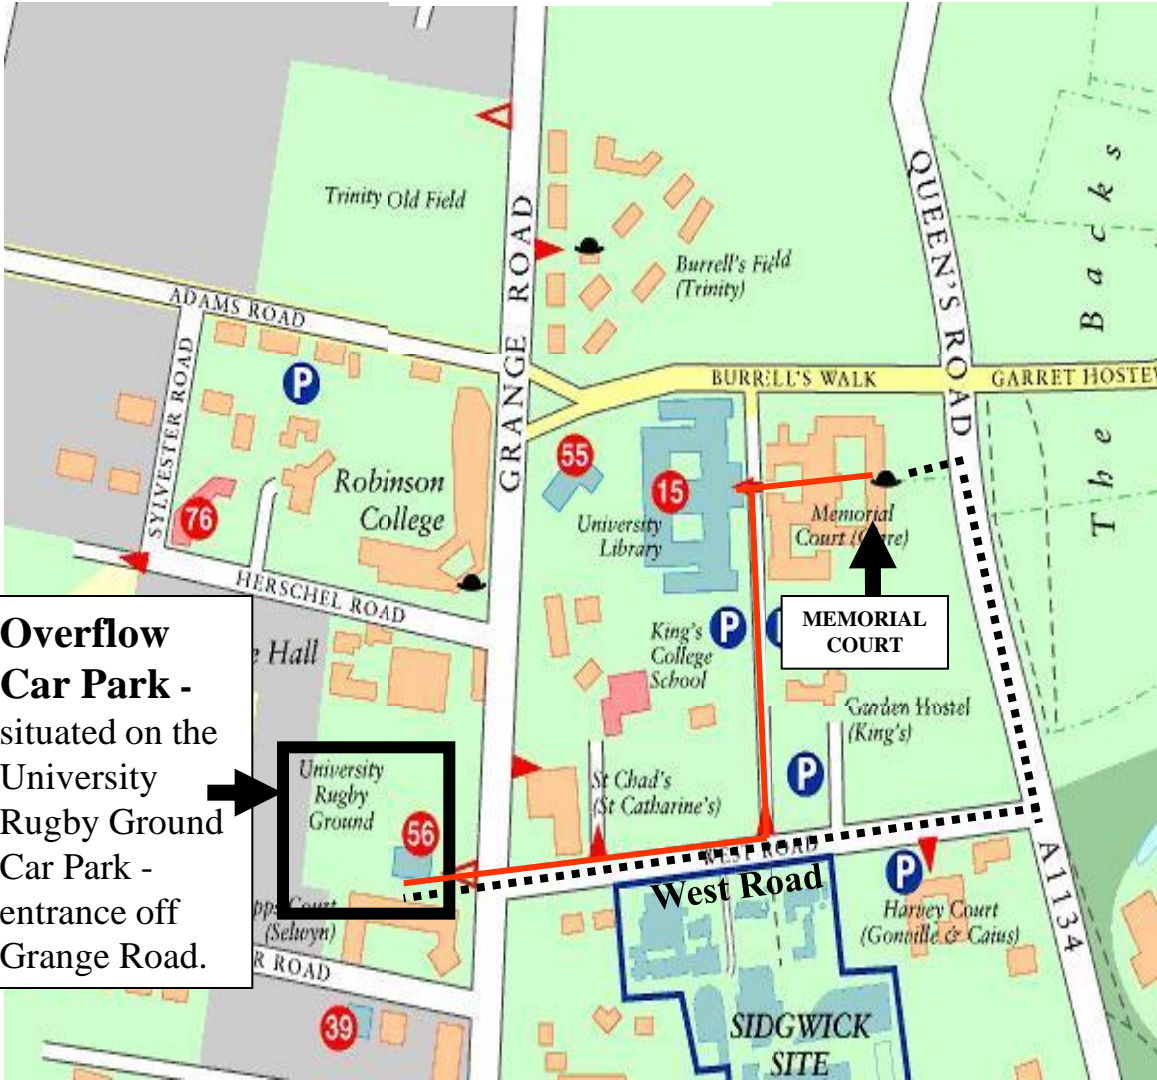 Trinity Old Field
GRANGE ROAD
QUEEN'S ROAD
The Backs
Burrell's Field
(Trinity)
ADAMS ROAD
SYLVESTER ROAD
P
BURRELL'S WALK
GARRET HOSTE
55
15
76
Robinson
College
University
Library
Memorial
Court (Clare)
HERSCHEL ROAD
MEMORIAL
COURT
King's
College
School
P
Garden Hostel
(King's)
Overflow
Car Park -
situated on the
University
Rugby Ground
Car Park -
entrance off
Grange Road.
e Hall
University
Rugby
Ground
56
St Chad's
(St Catharine's)
P
WEST ROAD
West Road
P
Harvey Court
(Gonville & Caius)
A1134
pps Court
(Selwyn)
R ROAD
39
SIDGWICK
SITE